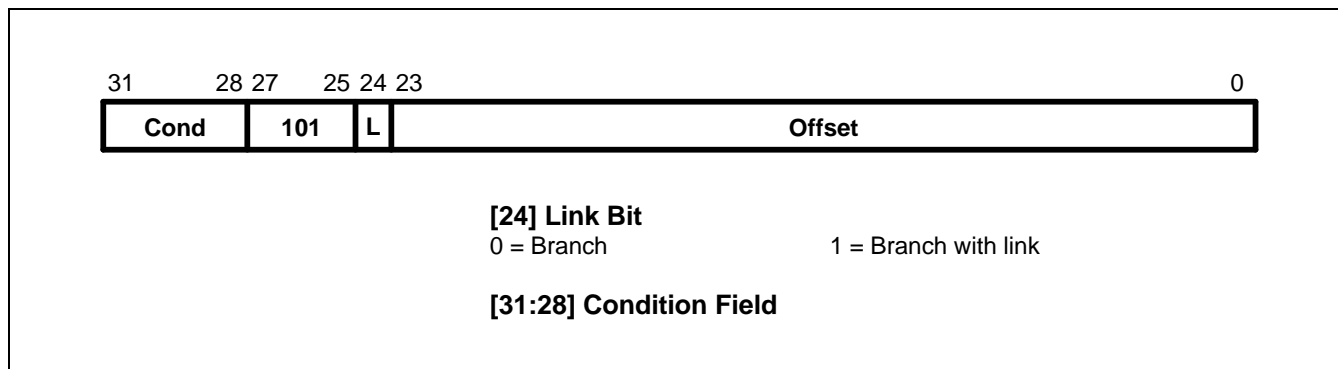 31 28 27 25 24 23 0
Cond 101 L Offset
[24] Link Bit
0 = Branch 1 = Branch with link
[31:28] Condition Field